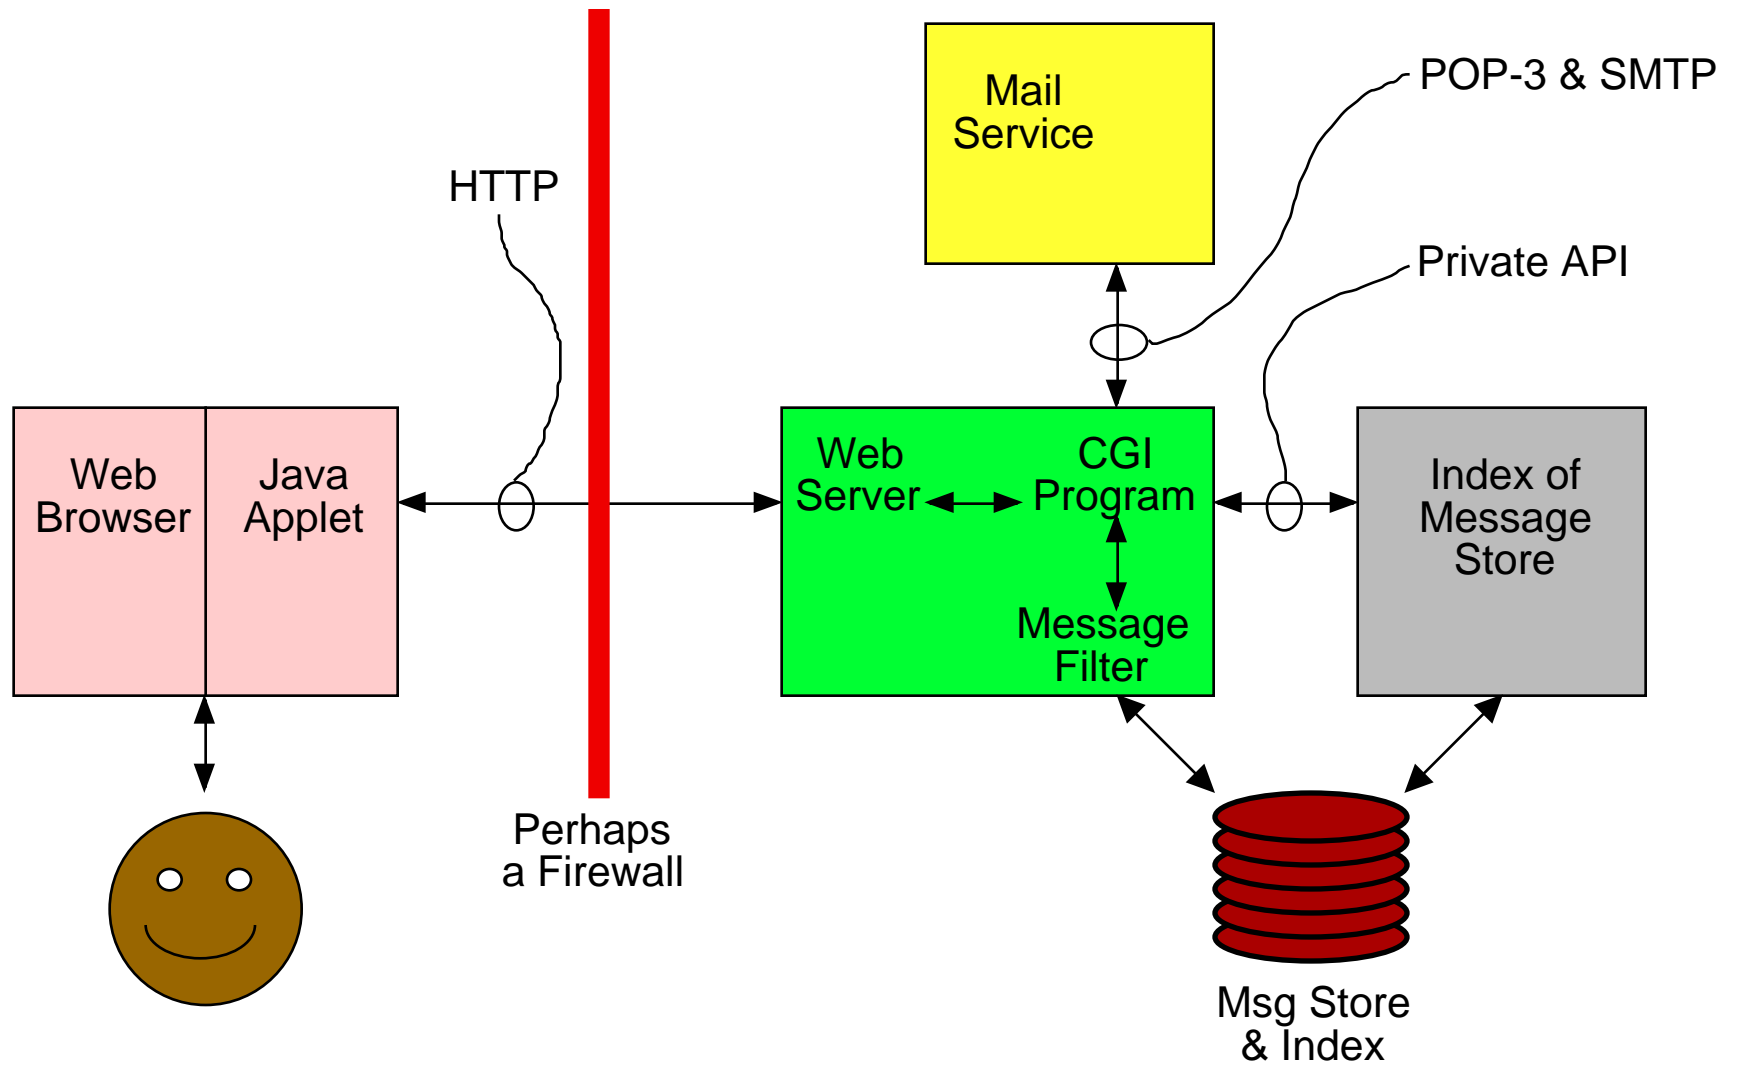 POP-3 & SMTP
Mail
Service
HTTP
Private API
Web
Browser
Java
Applet
Web
Server
CGI
Program
Message
Filter
Index of
Message
Store
Perhaps
a Firewall
Msg Store
& Index